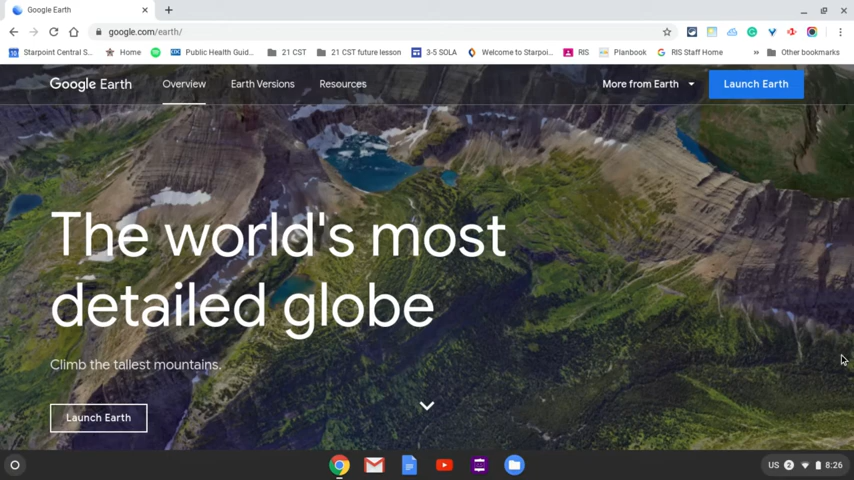 Google Earth
google.com/earth/
Starpoint Central S...
Home
Public Health Guid...
21 CST
21 CST future lesson
3-5 SOLA
Welcome to Starpoi...
RIS
Planbook
RIS Staff Home
»
Other bookmarks
Google Earth
Overview
Earth Versions
Resources
More from Earth
Launch Earth
The world's most
detailed globe
Climb the tallest mountains.
Launch Earth
US
2
8:26